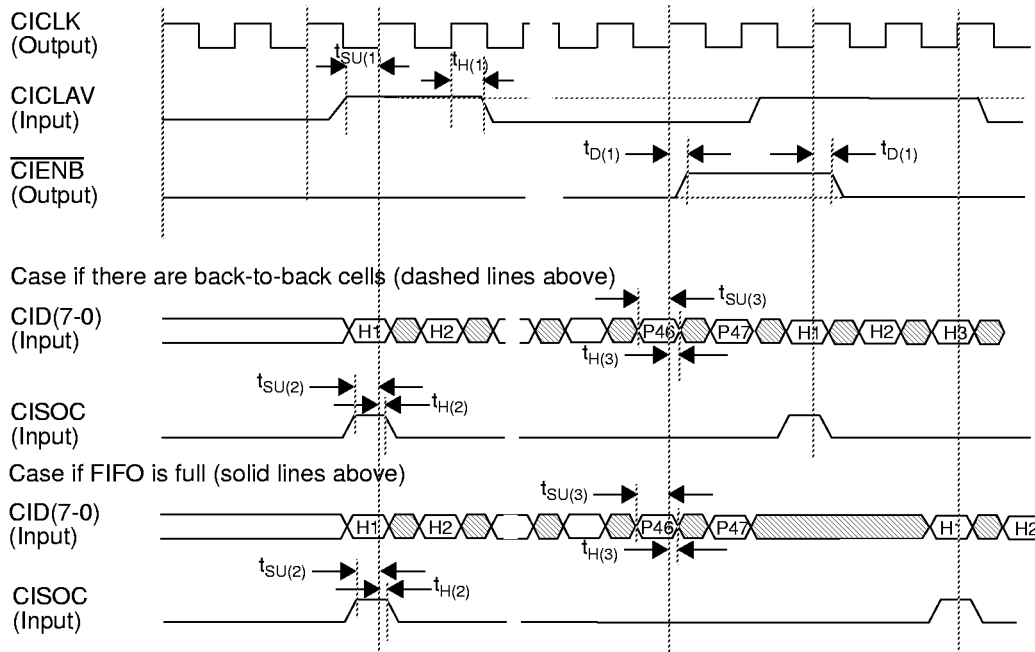 CICLK
(Output)
tSU(1)
tH(1)
CICLAV
(Input)
tD(1)
tD(1)
CIENB
(Output)
Case if there are back-to-back cells (dashed lines above)
tSU(3)
CID(7-0)
(Input)
H1 H2 P46 P47 H1 H2 H3
tH(3)
tSU(2)
tH(2)
CISOC
(Input)
Case if FIFO is full (solid lines above)
tSU(3)
CID(7-0)
(Input)
H1 H2 P46 P47 H1 H2
tH(3)
tSU(2)
tH(2)
CISOC
(Input)